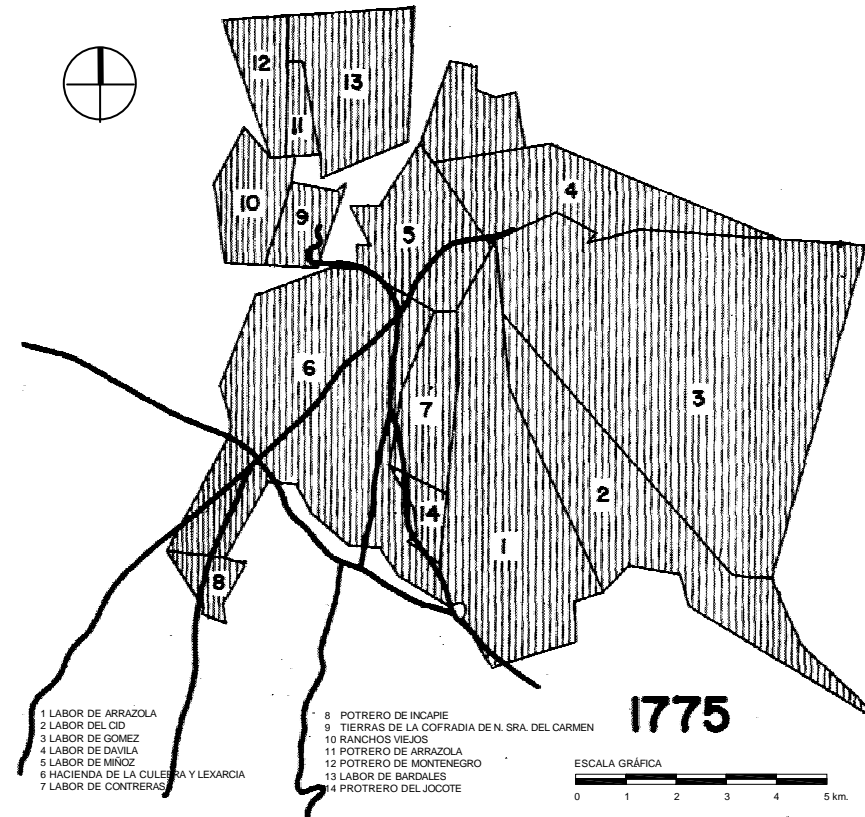 12
13
11
10
9
4
5
6
3
7
2
14
1
8
1775
1 LABOR DE ARRAZOLA
2 LABOR DEL CID
3 LABOR DE GOMEZ
4 LABOR DE DAVILA
5 LABOR DE MIÑOZ
6 HACIENDA DE LA CULEBRA Y LEXARCIA
7 LABOR DE CONTRERAS
8 POTRERO DE INCAPIE
9 TIERRAS DE LA COFRADIA DE N. SRA. DEL CARMEN
10 RANCHOS VIEJOS
11 POTRERO DE ARRAZOLA
12 POTRERO DE MONTENEGRO
13 LABOR DE BARDALES
14 PROTRERO DEL JOCOTE
ESCALA GRÁFICA
0 1 2 3 4 5 km.